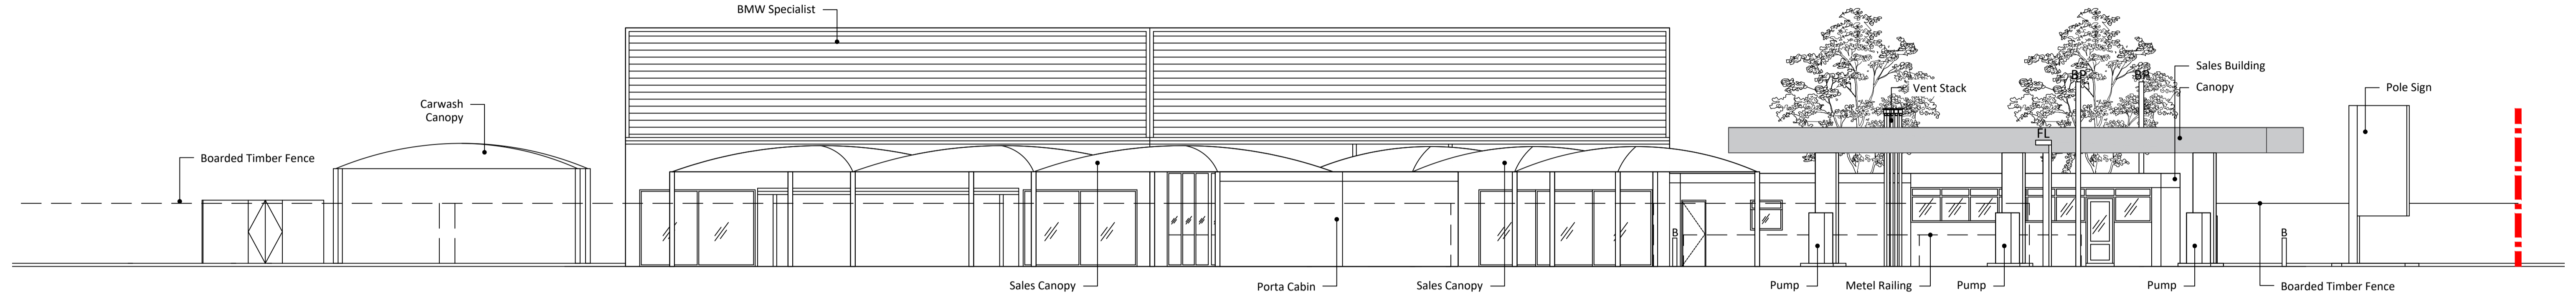 BMW Specialist
Sales Building
BP
BP
Vent Stack
Canopy
Pole Sign
Carwash
Canopy
FL
Boarded Timber Fence
B
B
Sales Canopy
Porta Cabin
Sales Canopy
Pump
Metel Railing
Pump
Pump
Boarded Timber Fence